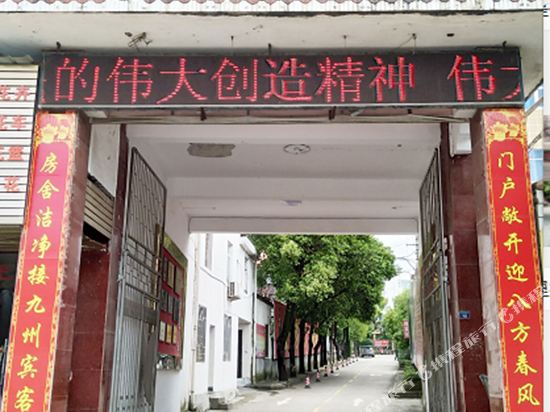 的伟大创造精神 伟大
房舍洁净接九州宾客
门户敞开迎八方春风